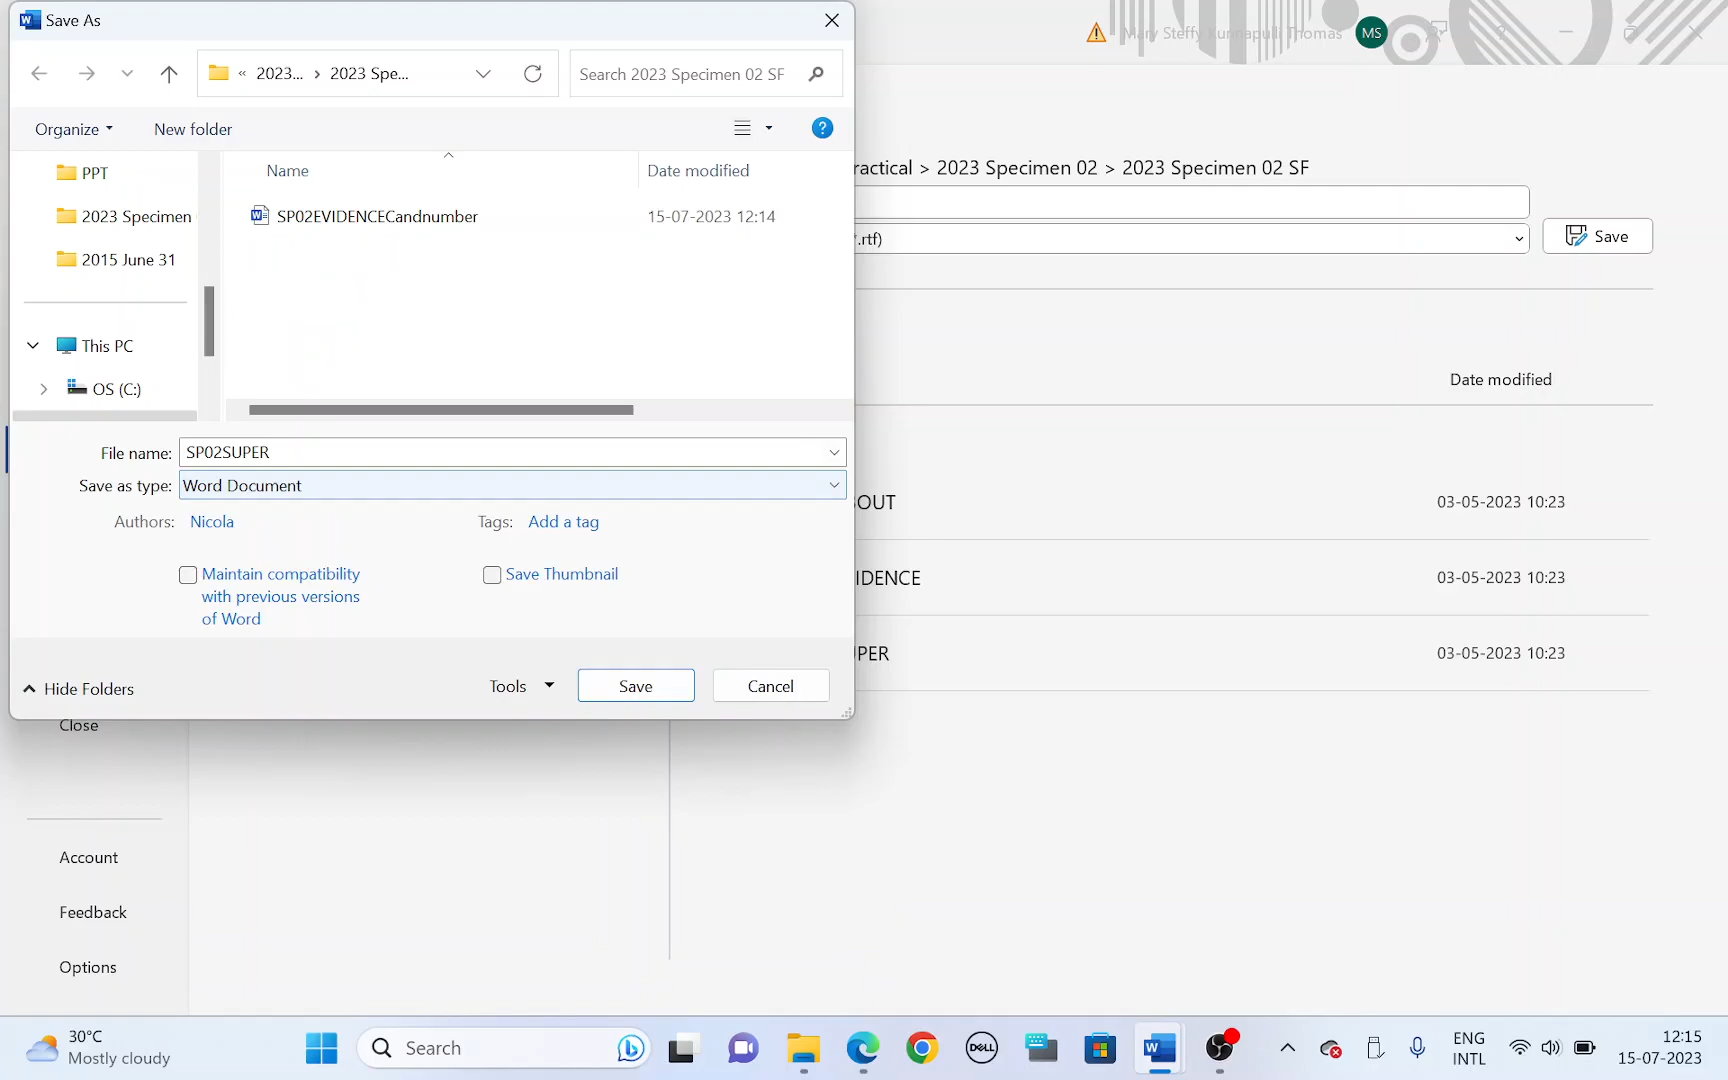 Save As
« 2023... > 2023 Spe...
Search 2023 Specimen 02 SF
Organize
New folder
PPT
2023 Specimen
2015 June 31
This PC
OS (C:)
Name
Date modified
SP02EVIDENCECandnumber
15-07-2023 12:14
File name:
SP02SUPER
Save as type:
Word Document
Authors:
Nicola
Tags:
Add a tag
Maintain compatibility
with previous versions
of Word
Save Thumbnail
Hide Folders
Tools
Save
Cancel
Mary Steffy Kunnapulli Thomas
MS
ractical > 2023 Specimen 02 > 2023 Specimen 02 SF
.rtf)
Save
Date modified
OUT
03-05-2023 10:23
IDENCE
03-05-2023 10:23
PER
03-05-2023 10:23
Close
Account
Feedback
Options
30°C
Mostly cloudy
Search
DELL
ENG
INTL
12:15
15-07-2023